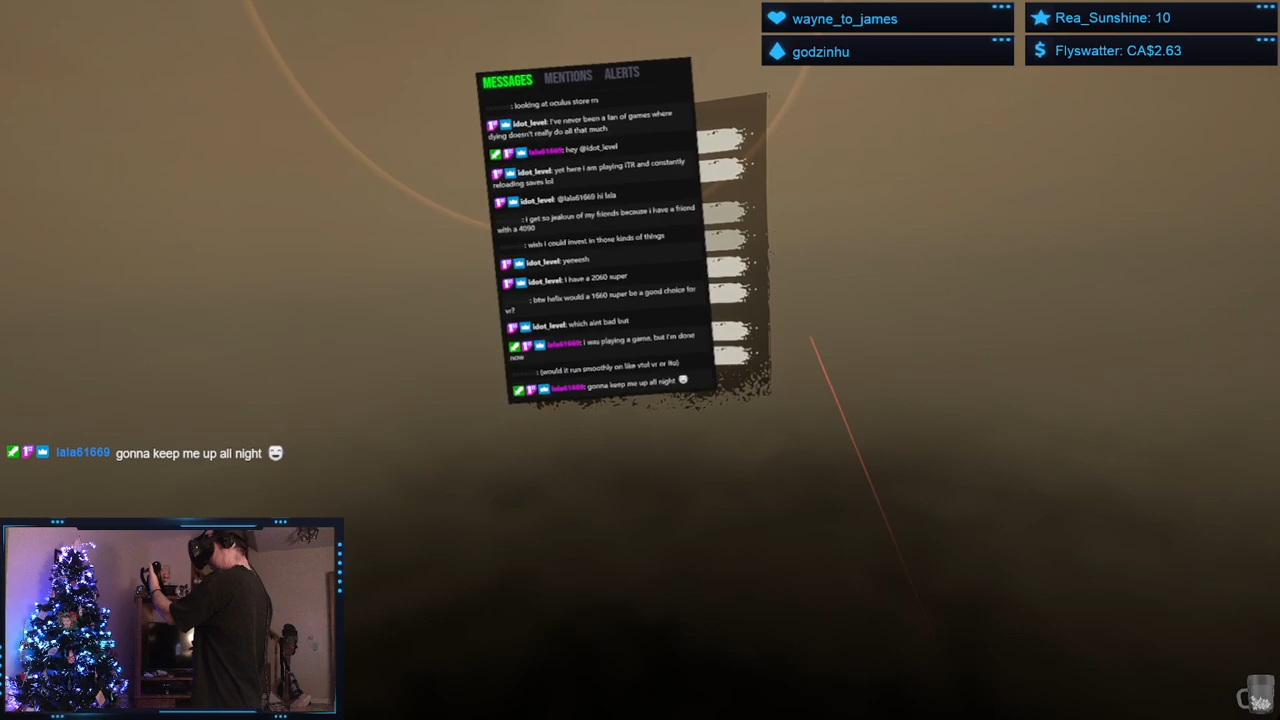 wayne_to_james
Rea_Sunshine: 10
godzinhu
Flyswatter: CA$2.63
MESSAGES MENTIONS ALERTS
: looking at oculus store rn
idot_level: I've never been a fan of games where
dying doesn't really do all that much
lala61669: hey @idot_level
idot_level: yet here I am playing ITR and constantly
reloading saves lol
idot_level: @lala61669 hi lala
: i get so jealous of my friends because i have a friend
with a 4090
: wish i could invest in those kinds of things
idot_level: yeeesh
idot_level: I have a 2060 super
: btw helix would a 1660 super be a good choice for
vr?
idot_level: which aint bad but
lala61669: i was playing a game, but I'm done
now
: (would it run smoothly on like vtol vr or
lala61669: gonna keep me up all night
lala61669 gonna keep me up all night